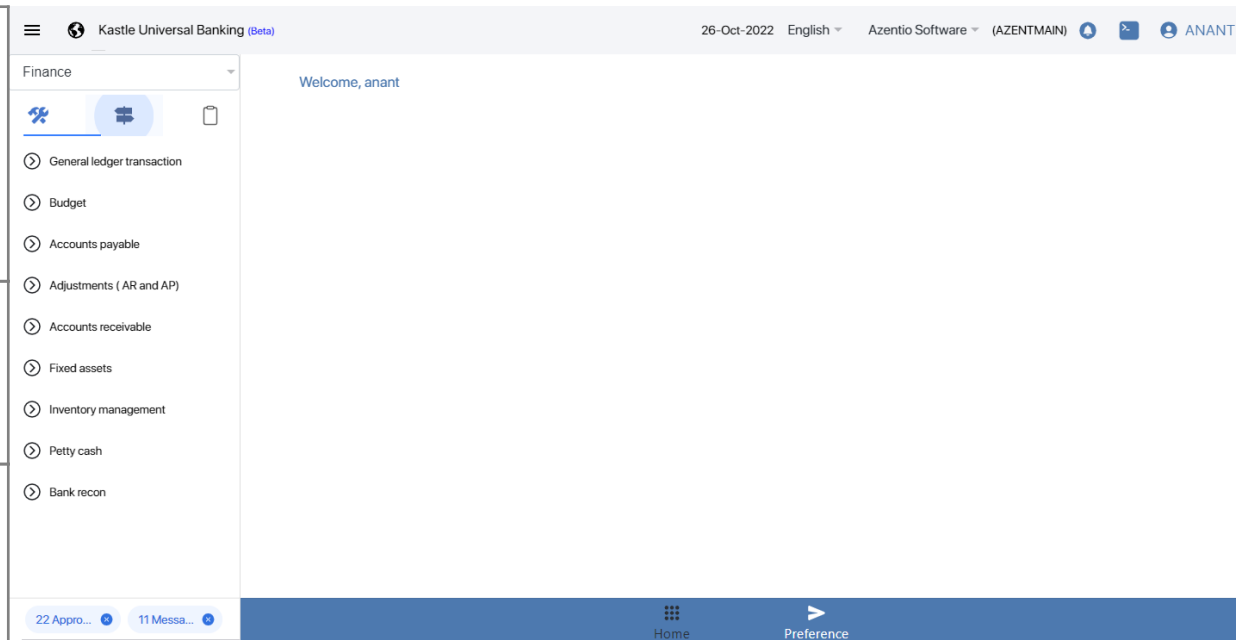 Kastle Universal Banking (Beta) 26-Oct-2022 English Azentio Software (AZENTMAIN) ANANT
Finance
Welcome, anant
General ledger transaction
Budget
Accounts payable
Adjustments ( AR and AP)
Accounts receivable
Fixed assets
Inventory management
Petty cash
Bank recon
22 Appro... 11 Messa...
Home Preference